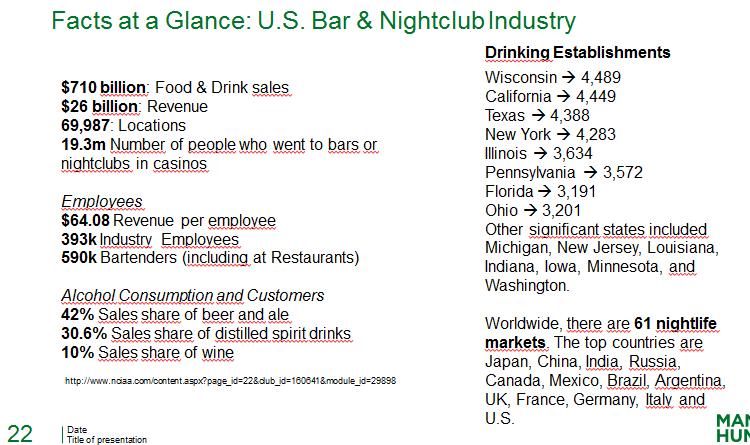 Facts at a Glance: U.S. Bar & Nightclub Industry
$710 billion: Food & Drink sales
$26 billion: Revenue
69,987: Locations
19.3m Number of people who went to bars or
nightclubs in casinos
Employees
$64.08 Revenue per employee
393k Industry Employees
590k Bartenders (including at Restaurants)
Alcohol Consumption and Customers
42% Sales share of beer and ale
30.6% Sales share of distilled spirit drinks
10% Sales share of wine
http://www.nciaa.com/content.aspx?page_id=22&club_id=160641&module_id=29898
Drinking Establishments
Wisconsin → 4,489
California → 4,449
Texas → 4,388
New York → 4,283
Illinois → 3,634
Pennsylvania → 3,572
Florida → 3,191
Ohio → 3,201
Other significant states included
Michigan, New Jersey, Louisiana,
Indiana, Iowa, Minnesota, and
Washington.
Worldwide, there are 61 nightlife
markets. The top countries are
Japan, China, India, Russia,
Canada, Mexico, Brazil, Argentina,
UK, France, Germany, Italy and
U.S.
22
Date
Title of presentation
MAN
HUN